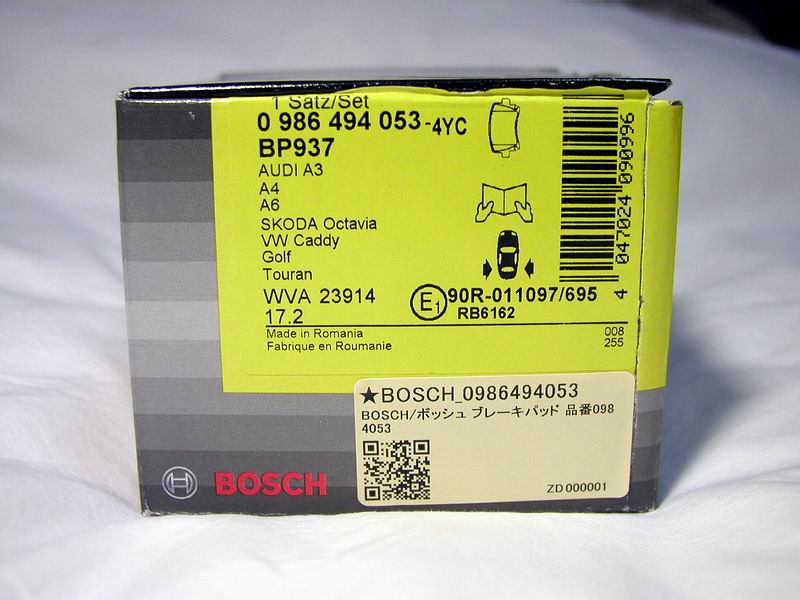 1 Satz/Set
0 986 494 053-4YC
BP937
AUDI A3
A4
A6
SKODA Octavia
VW Caddy
Golf
Touran
WVA 23914
17.2
E1 90R-011097/695
RB6162
Made in Romania
Fabrique en Roumanie
008
255
4 047024 090996
★BOSCH_0986494053
BOSCH/ボッシュ ブレーキパッド 品番098
4053
ZD000001
BOSCH